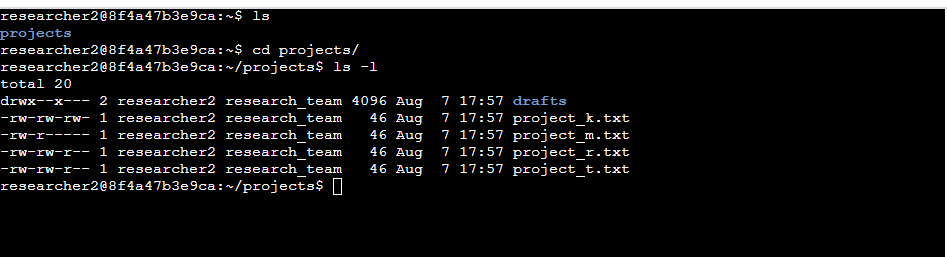 researcher2@8f4a47b3e9ca:~$ ls
projects
researcher2@8f4a47b3e9ca:~$ cd projects/
researcher2@8f4a47b3e9ca:~/projects$ ls -l
total 20
drwx--x--- 2 researcher2 research_team 4096 Aug  7 17:57 drafts
-rw-rw-rw- 1 researcher2 research_team   46 Aug  7 17:57 project_k.txt
-rw-r----- 1 researcher2 research_team   46 Aug  7 17:57 project_m.txt
-rw-rw-r-- 1 researcher2 research_team   46 Aug  7 17:57 project_r.txt
-rw-rw-r-- 1 researcher2 research_team   46 Aug  7 17:57 project_t.txt
researcher2@8f4a47b3e9ca:~/projects$